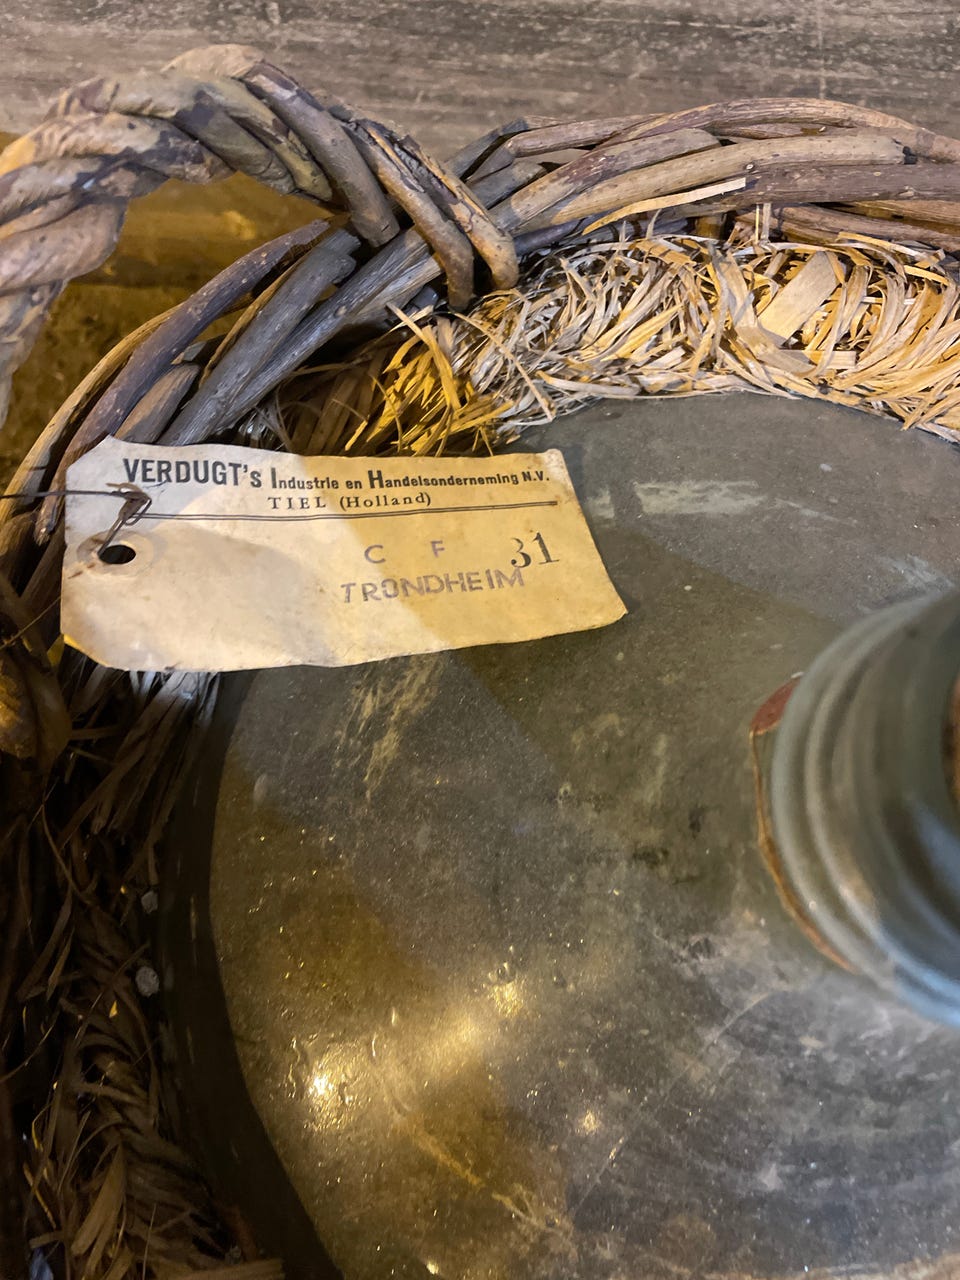 VERDUGT's Industrie en Handelsonderneming N.V.
TIEL (Holland)
C F 31
TRONDHEIM